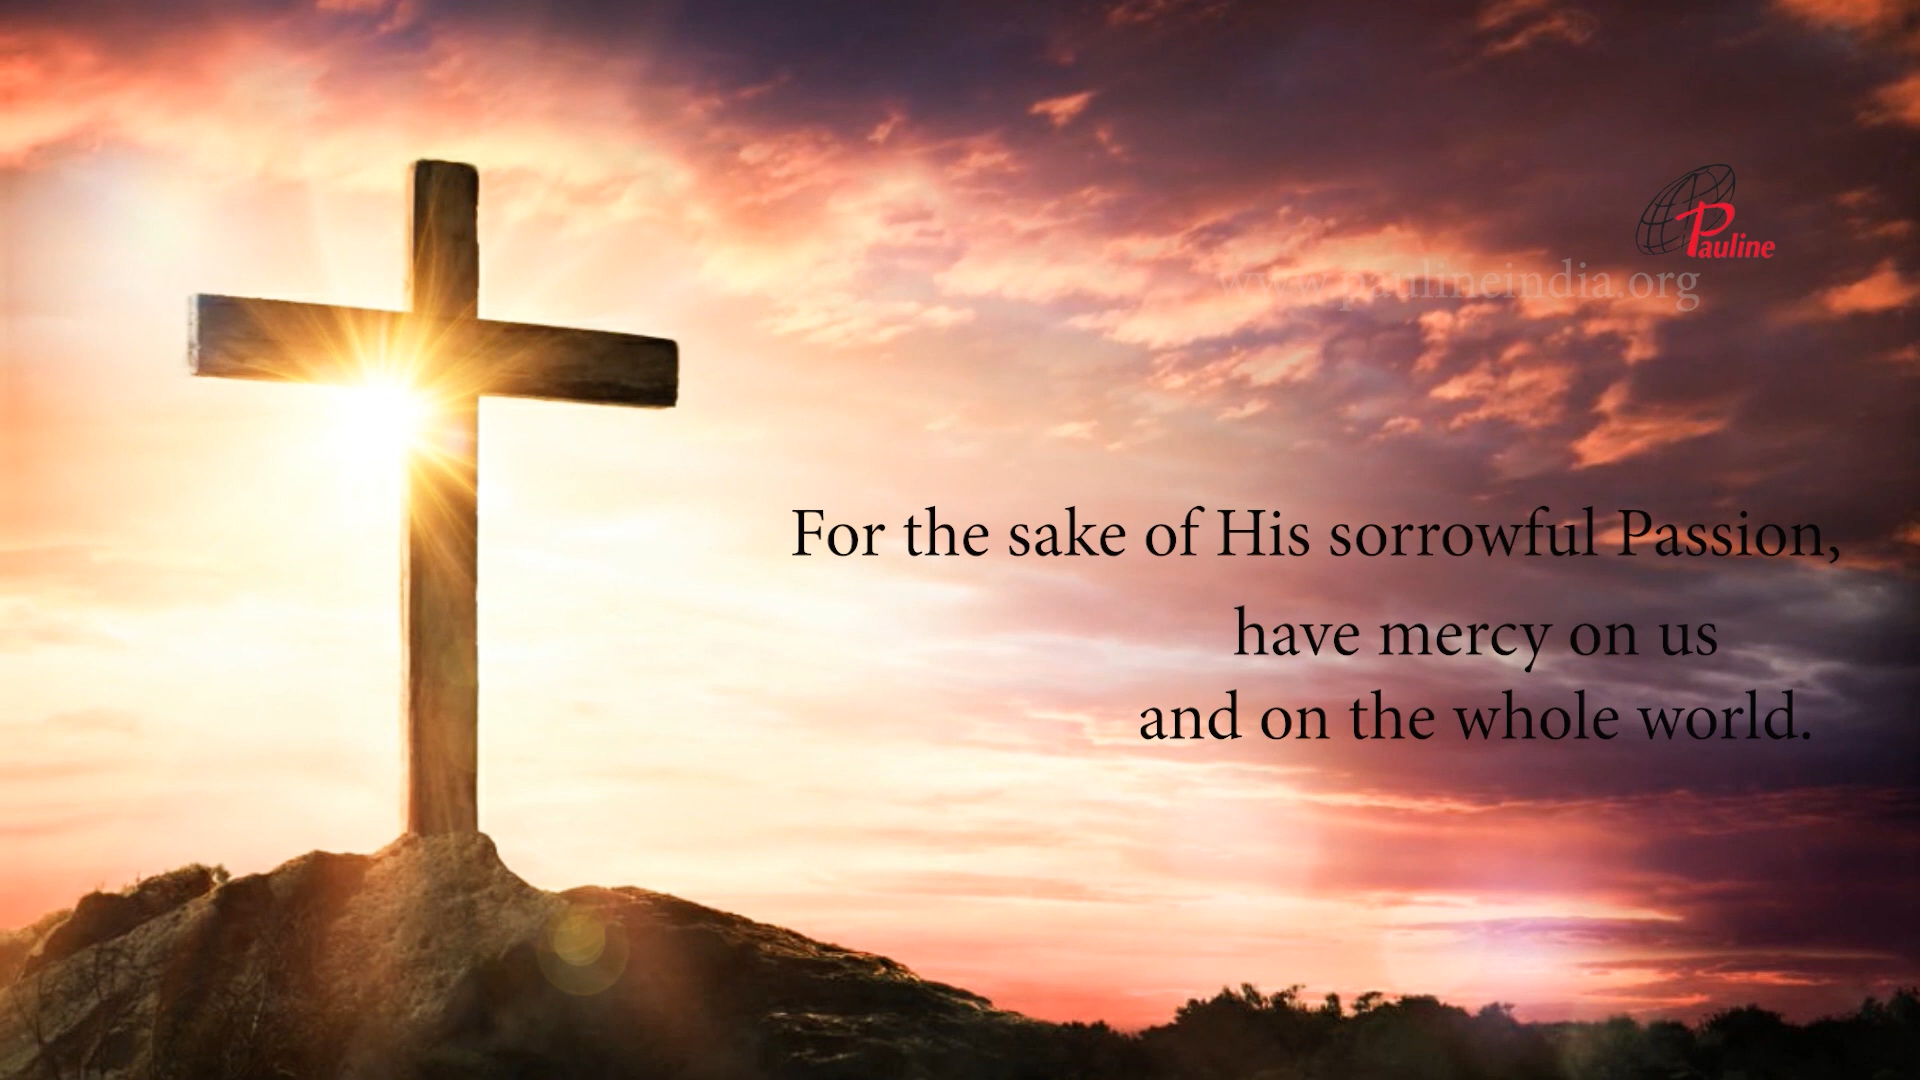 Pauline
www.paulineindia.org
For the sake of His sorrowful Passion,
have mercy on us
and on the whole world.